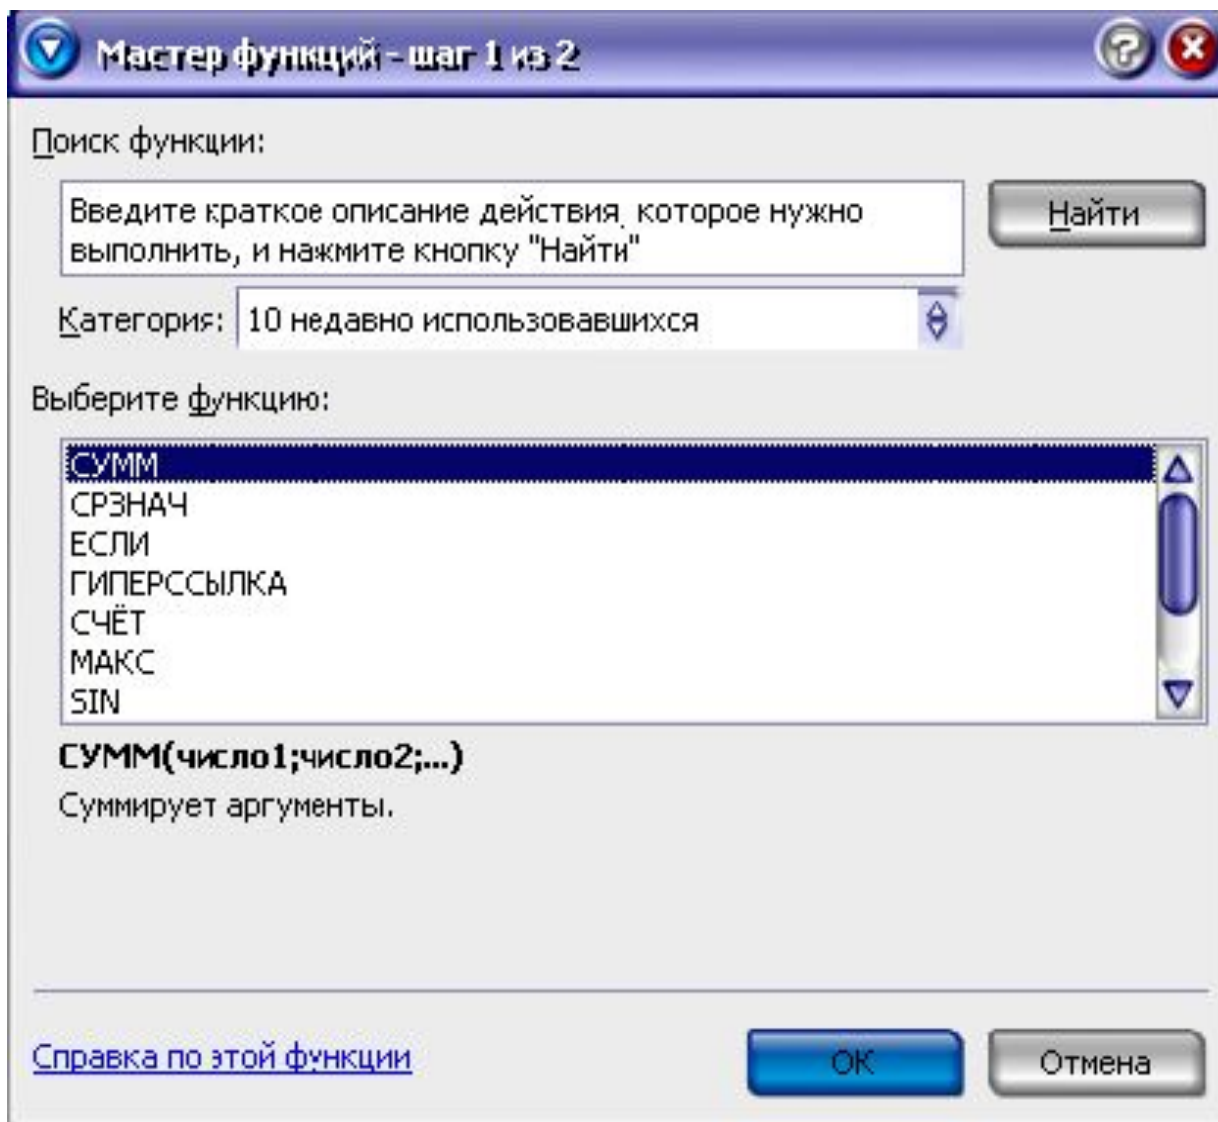 Мастер функций - шаг 1 из 2
Поиск функции:
Введите краткое описание действия, которое нужно
выполнить, и нажмите кнопку "Найти"
Найти
Категория: 10 недавно использовавшихся
Выберите функцию:
СУММ
СРЗНАЧ
ЕСЛИ
ГИПЕРССЫЛКА
СЧЁТ
МАКС
SIN
СУММ(число1;число2;...)
Суммирует аргументы.
Справка по этой функции
ОК
Отмена